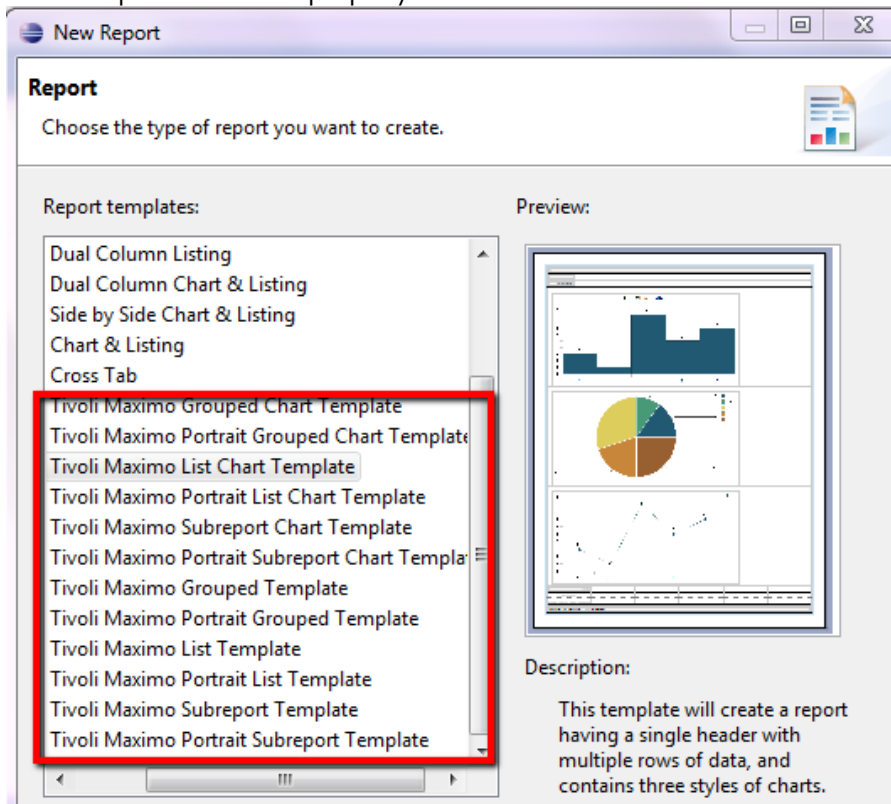 New Report
Report
Choose the type of report you want to create.
Report templates:
Preview:
Dual Column Listing
Dual Column Chart & Listing
Side by Side Chart & Listing
Chart & Listing
Cross Tab
Tivoli Maximo Grouped Chart Template
Tivoli Maximo Portrait Grouped Chart Template
Tivoli Maximo List Chart Template
Tivoli Maximo Portrait List Chart Template
Tivoli Maximo Subreport Chart Template
Tivoli Maximo Portrait Subreport Chart Templa
Tivoli Maximo Grouped Template
Tivoli Maximo Portrait Grouped Template
Tivoli Maximo List Template
Tivoli Maximo Portrait List Template
Tivoli Maximo Subreport Template
Tivoli Maximo Portrait Subreport Template
Description:
This template will create a report
having a single header with
multiple rows of data, and
contains three styles of charts.